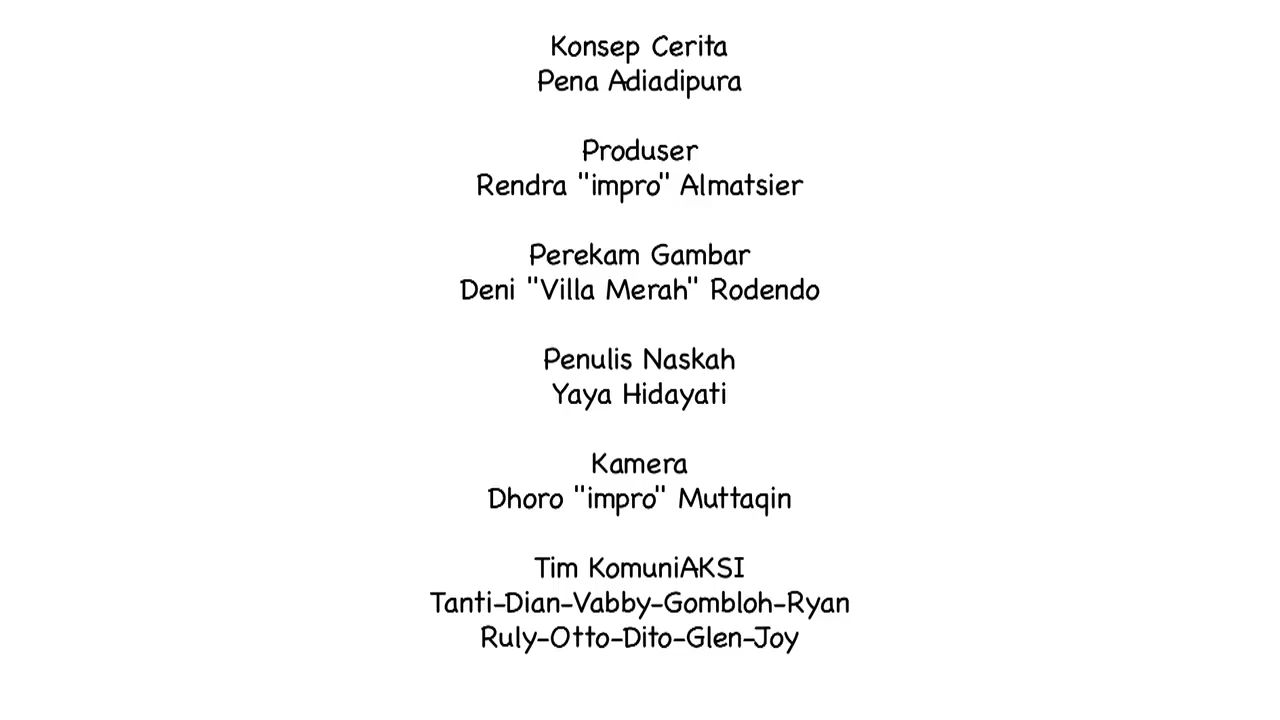 Konsep Cerita
Pena Adiadipura
Produser
Rendra "impro" Almatsier
Perekam Gambar
Deni "Villa Merah" Rodendo
Penulis Naskah
Yaya Hidayati
Kamera
Dhoro "impro" Muttaqin
Tim KomuniAKSI
Tanti-Dian-Vabby-Gombloh-Ryan
Ruly-Otto-Dito-Glen-Joy